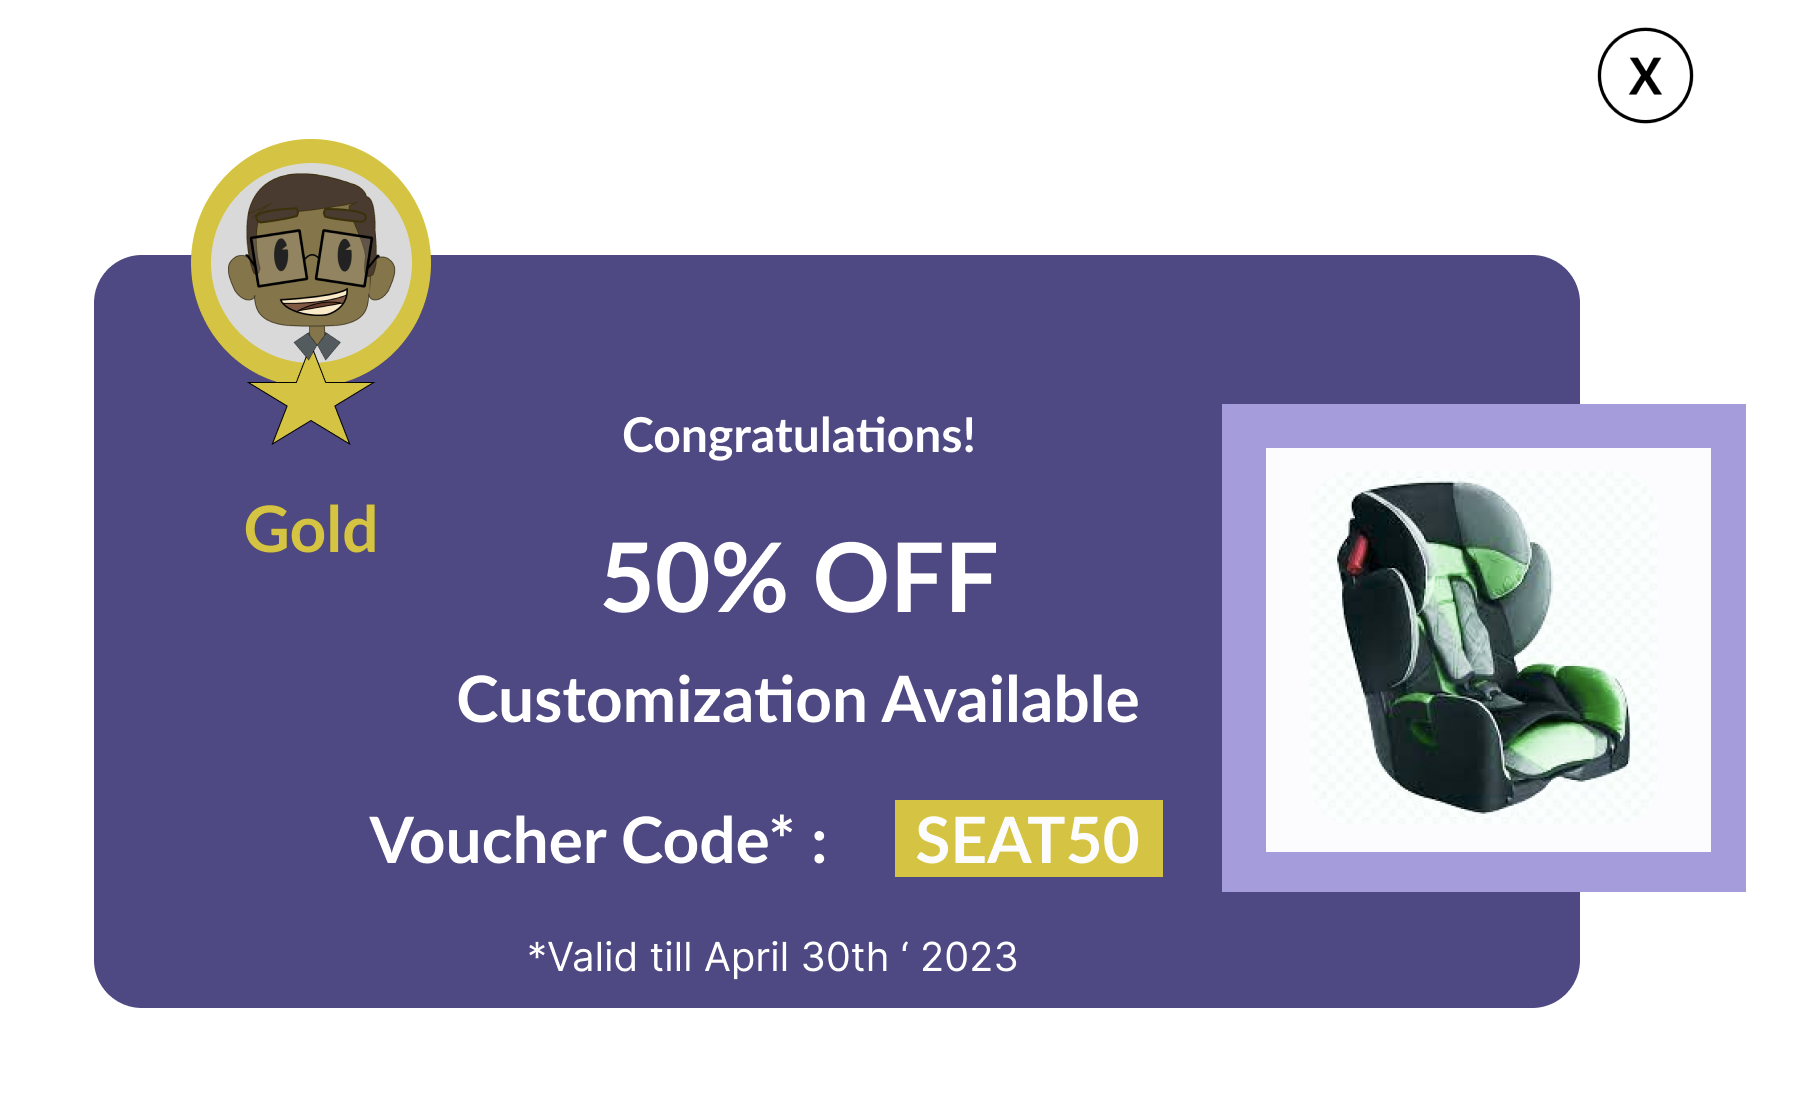 X
Congratulations!
Gold
50% OFF
Customization Available
Voucher Code* : SEAT50
*Valid till April 30th ‘ 2023